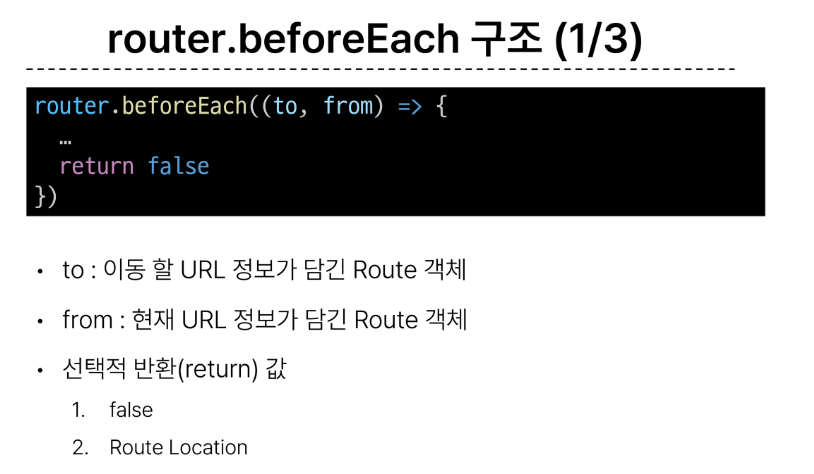 router.beforeEach 구조 (1/3)
router.beforeEach((to, from) => {
…
return false
})
• to : 이동 할 URL 정보가 담긴 Route 객체
• from : 현재 URL 정보가 담긴 Route 객체
• 선택적 반환(return) 값
1. false
2. Route Location